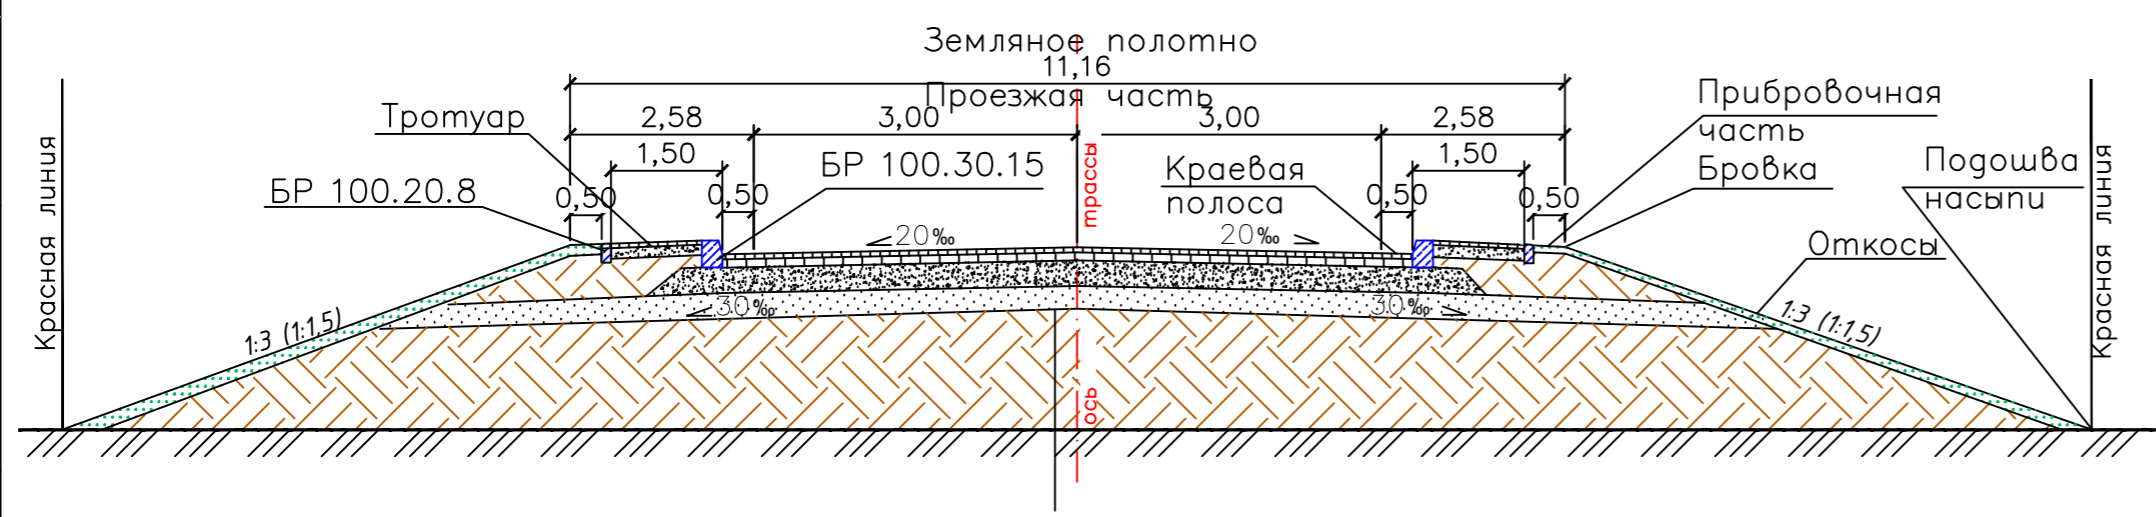 Земляное полотно
11,16
Проезжая часть
Тротуар
2,58
3,00
3,00
2,58
Прибровочная
часть
1,50
БР 100.30.15
Краевая
полоса
1,50
Бровка
Подошва
насыпи
БР 100.20.8
0,50
0,50
0,50
0,50
20‰
20‰
Откосы
30‰
30‰
1:3 (1:1,5)
1:3 (1:1,5)
Красная линия
Красная линия
ось трассы